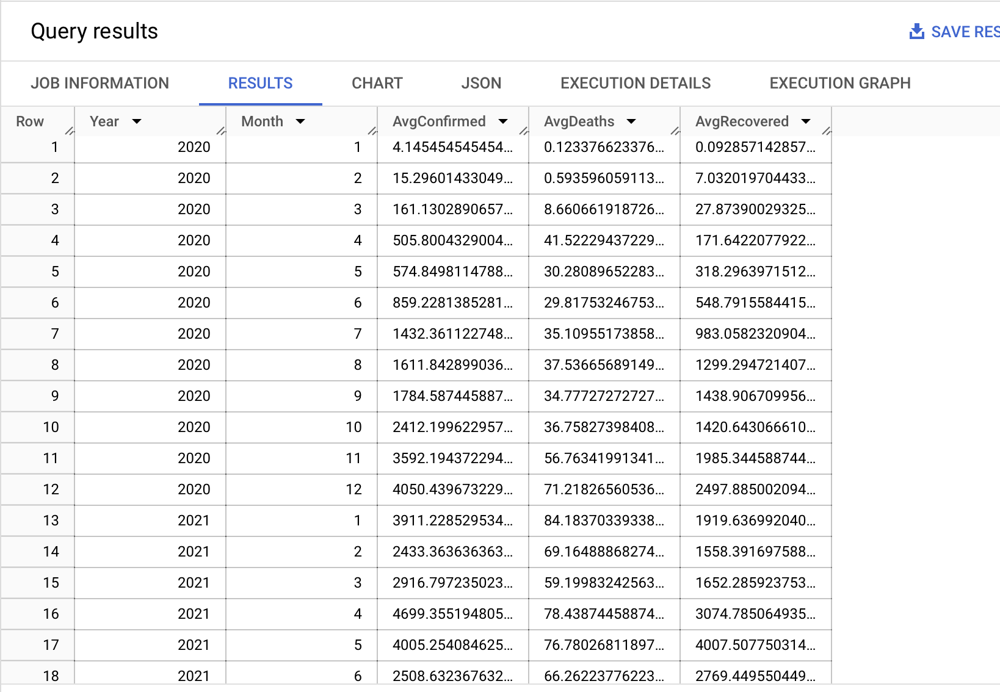 Query results
SAVE RES
JOB INFORMATION RESULTS CHART JSON EXECUTION DETAILS EXECUTION GRAPH
Row Year Month AvgConfirmed AvgDeaths AvgRecovered
1 2020 1 4.145454545454... 0.123376623376... 0.092857142857...
2 2020 2 15.29601433049... 0.593596059113... 7.032019704433...
3 2020 3 161.1302890657... 8.660661918726... 27.87390029325...
4 2020 4 505.8004329004... 41.52229437229... 171.6422077922...
5 2020 5 574.8498114788... 30.28089652283... 318.2963971512...
6 2020 6 859.2281385281... 29.81753246753... 548.7915584415...
7 2020 7 1432.361122748... 35.10955173858... 983.0582320904...
8 2020 8 1611.842899036... 37.53665689149... 1299.294721407...
9 2020 9 1784.587445887... 34.77727272727... 1438.906709956...
10 2020 10 2412.199622957... 36.75827398408... 1420.643066610...
11 2020 11 3592.194372294... 56.76341991341... 1985.344588744...
12 2020 12 4050.439673229... 71.21826560536... 2497.885002094...
13 2021 1 3911.228529534... 84.18370339338... 1919.636992040...
14 2021 2 2433.363636363... 69.16488868274... 1558.391697588...
15 2021 3 2916.797235023... 59.19983242563... 1652.285923753...
16 2021 4 4699.355194805... 78.43874458874... 3074.785064935...
17 2021 5 4005.254084625... 76.78026811897... 4007.507750314...
18 2021 6 2508.632367632... 66.26223776223... 2769.449550449...